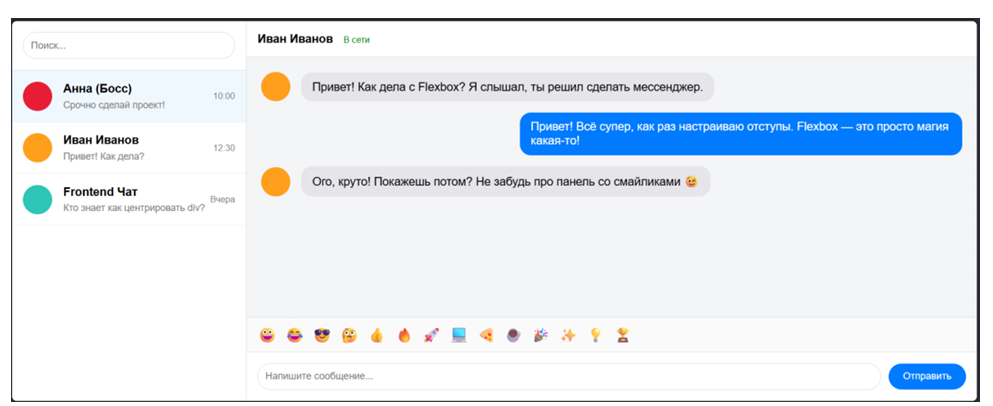 Поиск...
Анна (Босс)
10:00
Срочно сделай проект!
Иван Иванов
12:30
Привет! Как дела?
Frontend Чат
Вчера
Кто знает как центрировать div?
Иван Иванов В сети
Привет! Как дела с Flexbox? Я слышал, ты решил сделать мессенджер.
Привет! Всё супер, как раз настраиваю отступы. Flexbox — это просто магия
какая-то!
Ого, круто! Покажешь потом? Не забудь про панель со смайликами 😅
Напишите сообщение...
Отправить